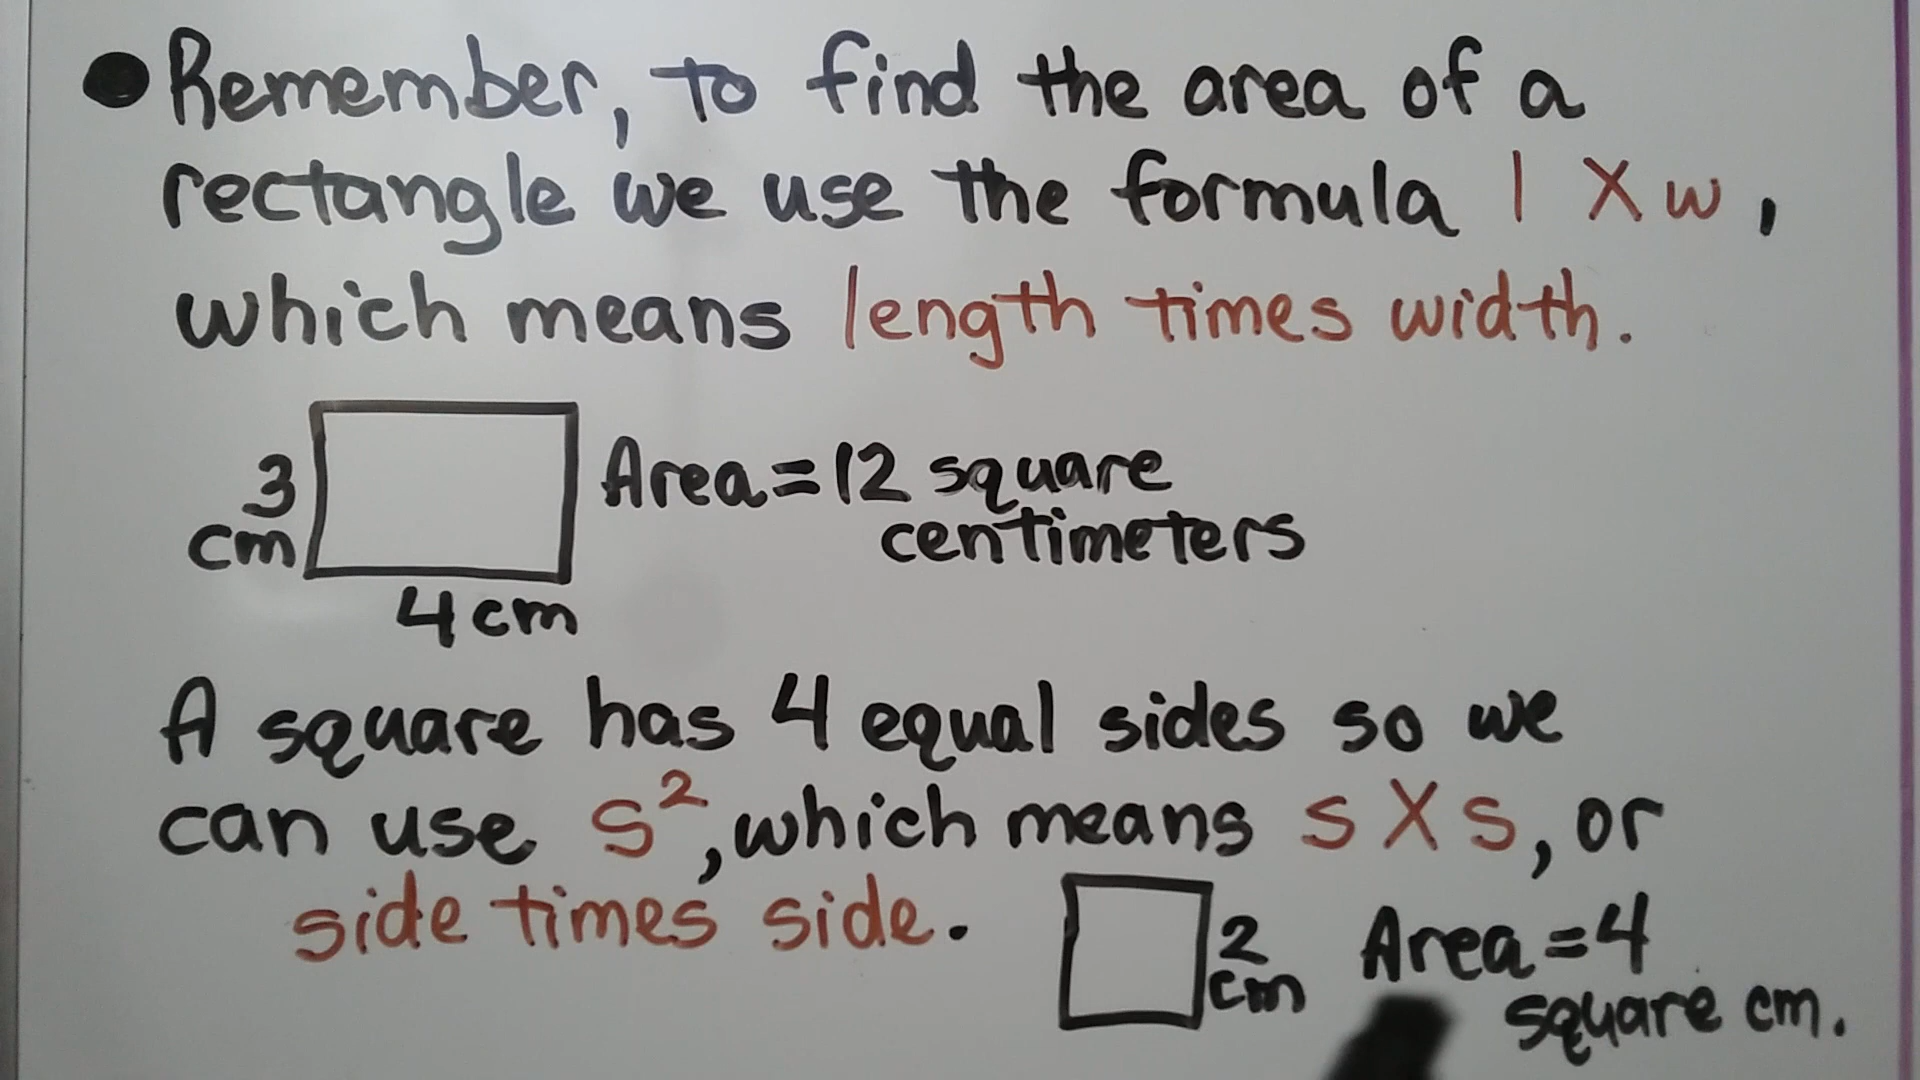 ● Remember, to find the area of a
rectangle we use the formula l X w,
which means length times width.
3 cm
Area = 12 square
centimeters
4 cm
A square has 4 equal sides so we
can use s², which means s X s, or
side times side.
2 cm
Area = 4
square cm.